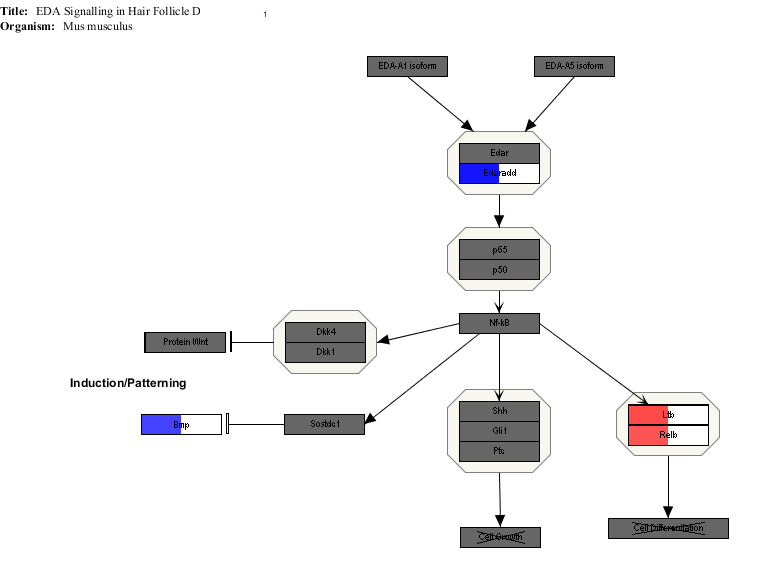 Title: EDA Signalling in Hair Follicle D
1
Organism: Mus musculus
EDA-A1 isoform
EDA-A5 isoform
Edar
Edaradd
p65
p50
Nf-kB
Dkk4
Dkk1
Protein Wnt
Induction/Patterning
Bmp
Sostdc1
Shh
Gli1
Ptc
Ltb
Relb
Cell Growth
Cell Differentiation